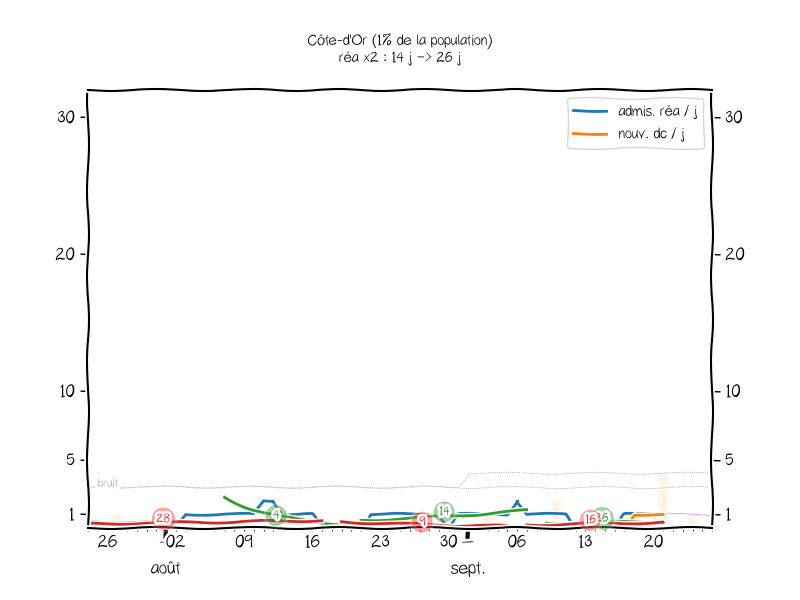 Côte-d'Or (1% de la population)
réa x2 : 14 j -> 26 j
admis. réa / j
nouv. dc / j
30 30
20 20
10 10
5 5
bruit
1 1
28 4 9 14 16 6
26 02 09 16 23 30 06 13 20
août sept.